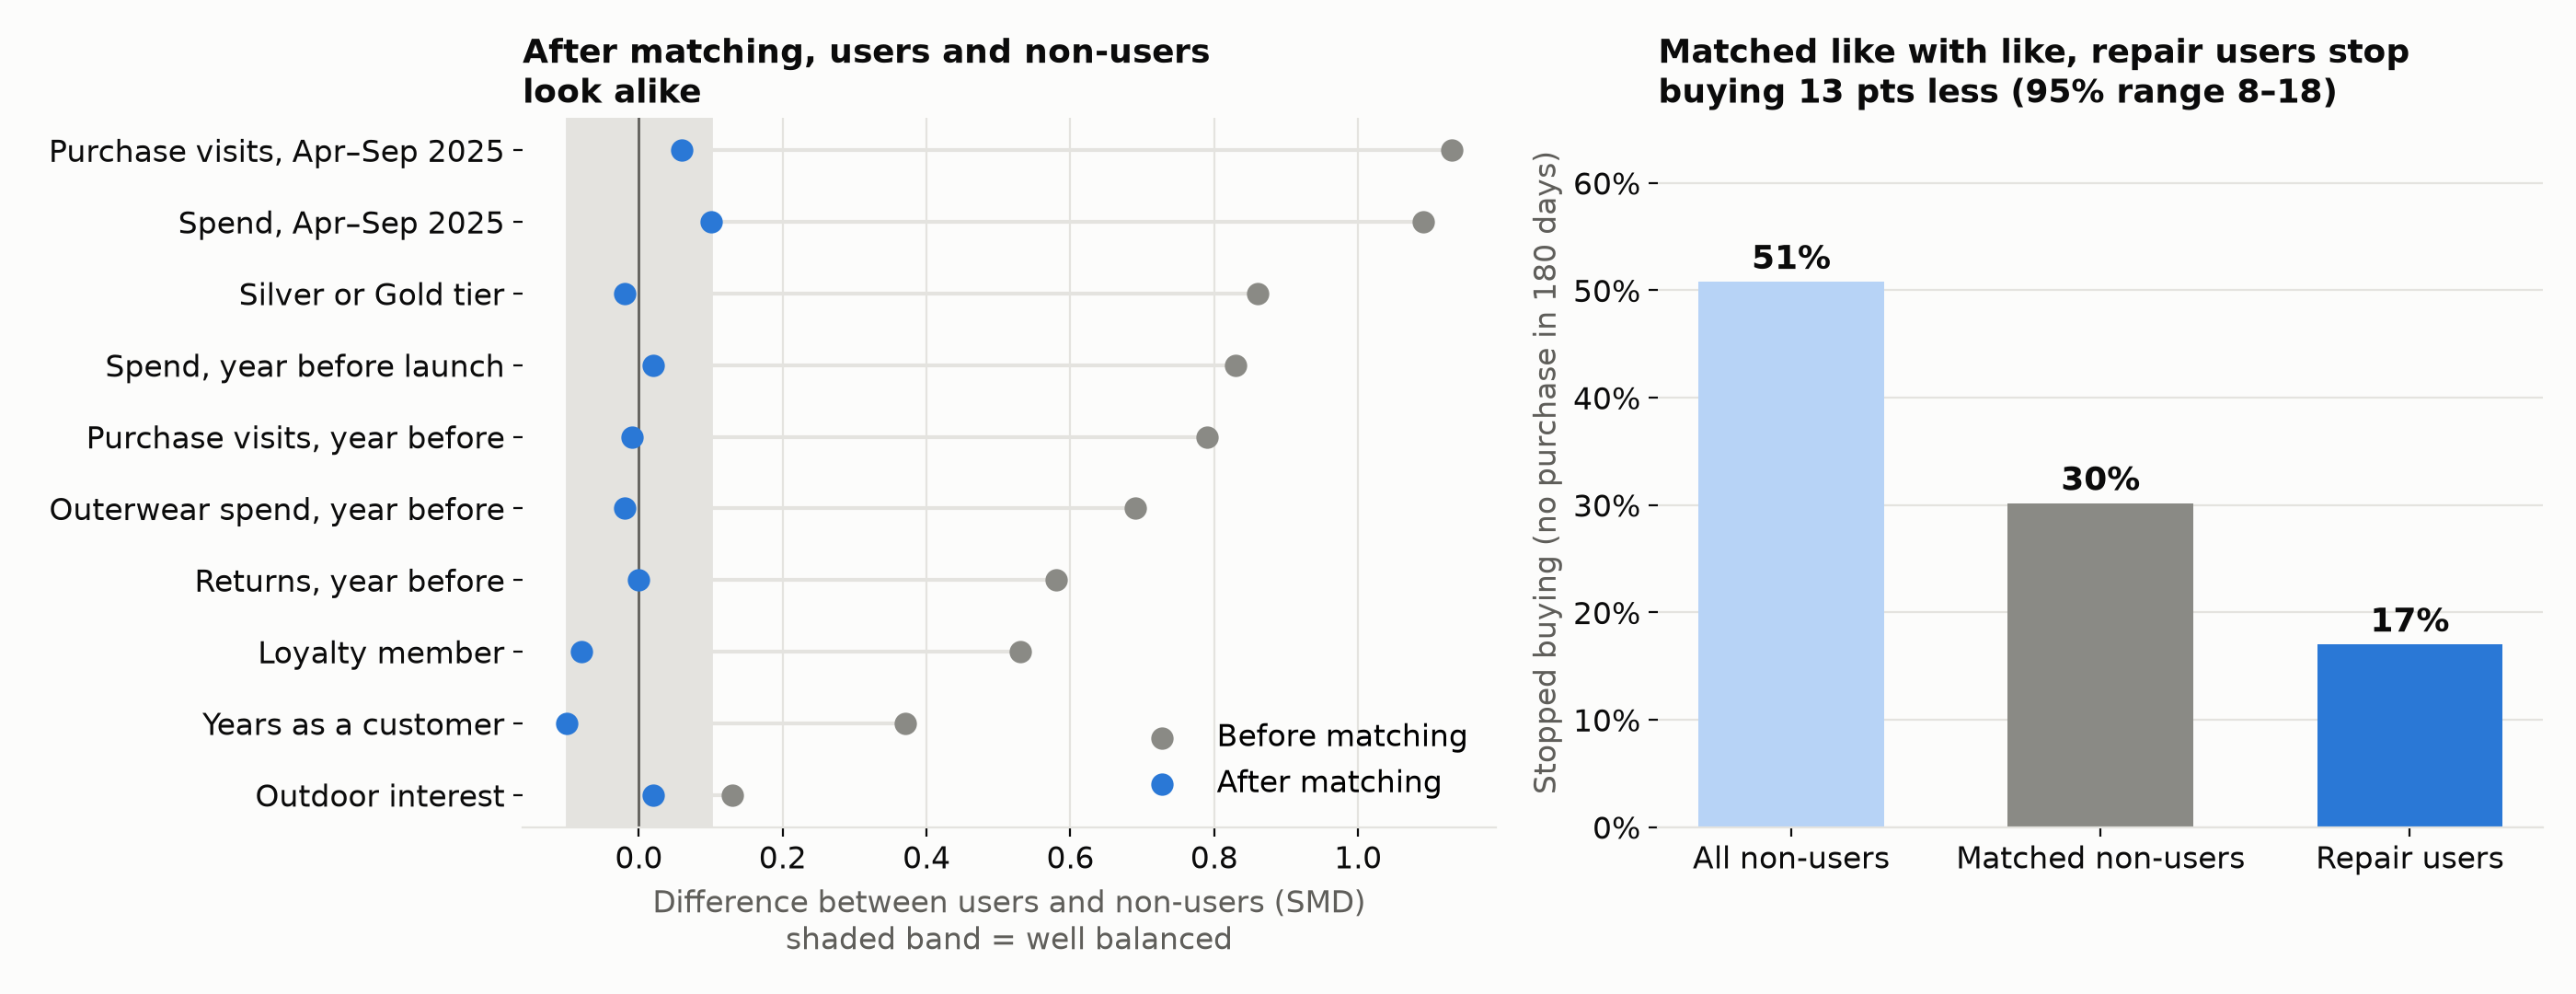 After matching, users and non-users
look alike
Purchase visits, Apr–Sep 2025
Spend, Apr–Sep 2025
Silver or Gold tier
Spend, year before launch
Purchase visits, year before
Outerwear spend, year before
Returns, year before
Loyalty member
Years as a customer
Outdoor interest
Before matching
After matching
0.0 0.2 0.4 0.6 0.8 1.0
Difference between users and non-users (SMD)
shaded band = well balanced
Matched like with like, repair users stop
buying 13 pts less (95% range 8–18)
Stopped buying (no purchase in 180 days)
60%
50%
40%
30%
20%
10%
0%
51%
30%
17%
All non-users Matched non-users Repair users